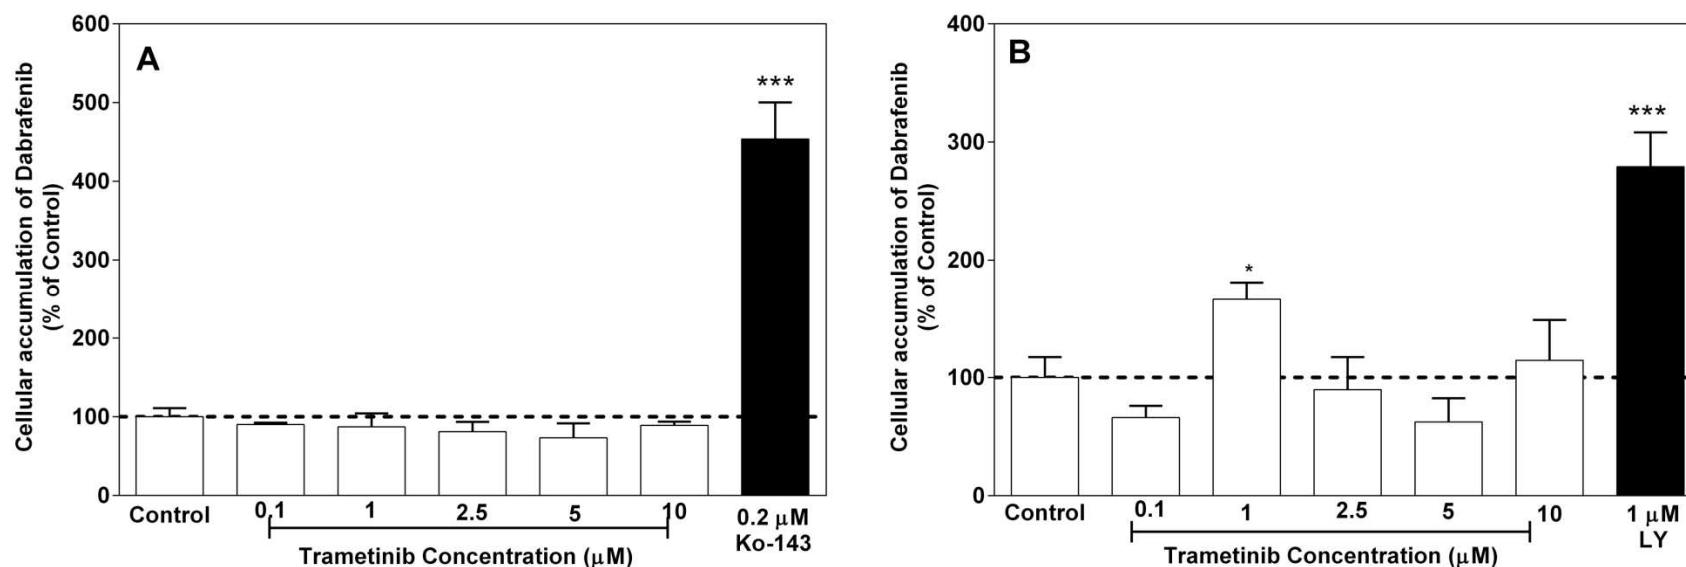 A
Cellular accumulation of Dabrafenib
(% of Control)
600
500
400
300
200
100
0
***
Control
0.1
1
2.5
5
10
0.2 μM
Ko-143
Trametinib Concentration (μM)
B
Cellular accumulation of Dabrafenib
(% of Control)
400
300
200
100
0
*
***
Control
0.1
1
2.5
5
10
1 μM
LY
Trametinib Concentration (μM)